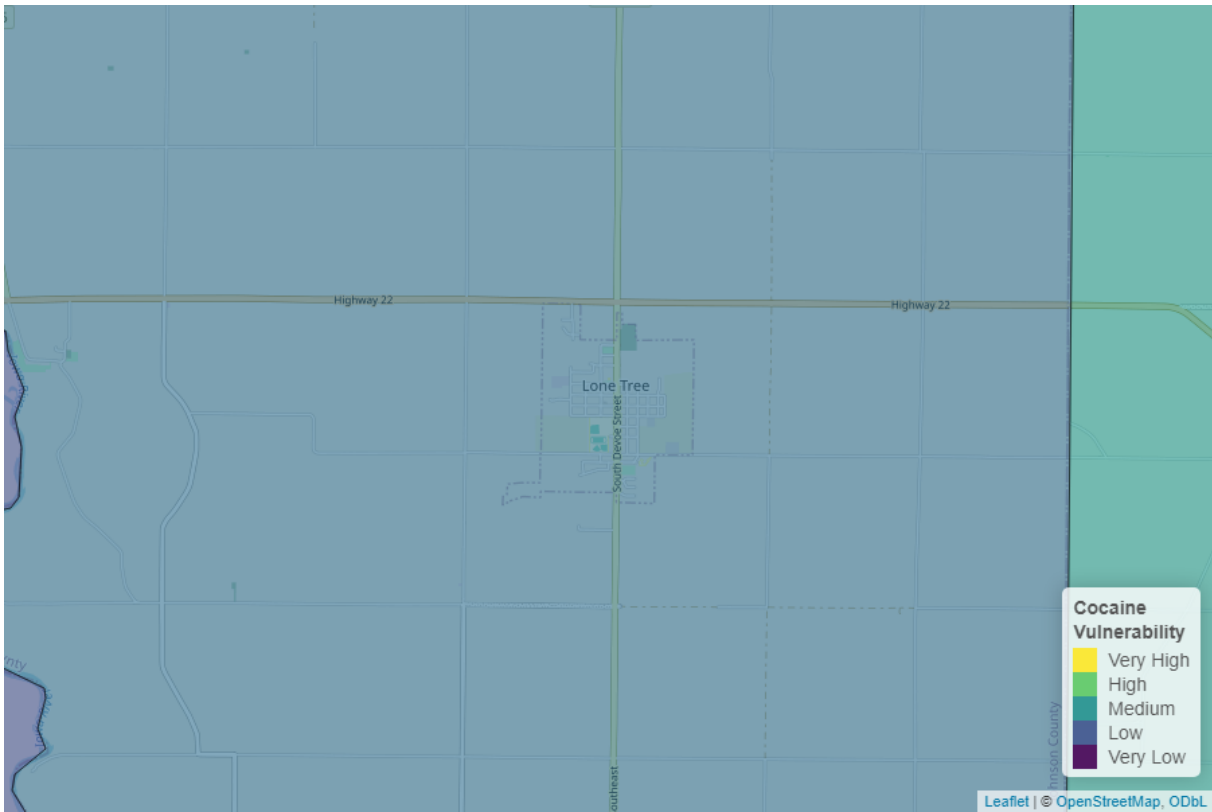 Highway 22
Highway 22
Lone Tree
South Devoe Street
Cocaine
Vulnerability
Very High
High
Medium
Low
Very Low
Leaflet | © OpenStreetMap, ODbL